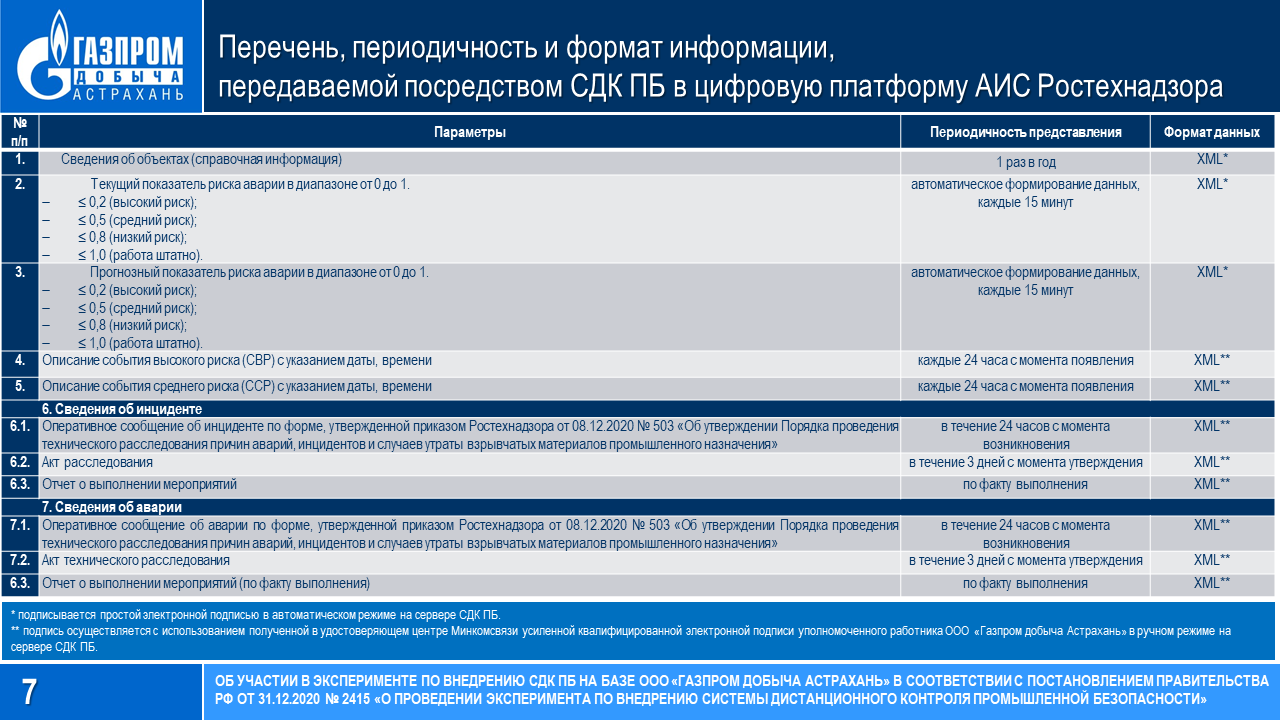 ГАЗПРОМ
ДОБЫЧА
АСТРАХАНЬ
Перечень, периодичность и формат информации,
передаваемой посредством СДК ПБ в цифровую платформу АИС Ростехнадзора
№ п/п Параметры Периодичность представления Формат данных
1. Сведения об объектах (справочная информация) 1 раз в год XML*
2. Текущий показатель риска аварии в диапазоне от 0 до 1. автоматическое формирование данных, XML*
– ≤ 0,2 (высокий риск); каждые 15 минут
– ≤ 0,5 (средний риск);
– ≤ 0,8 (низкий риск);
– ≤ 1,0 (работа штатно).
3. Прогнозный показатель риска аварии в диапазоне от 0 до 1. автоматическое формирование данных, XML*
– ≤ 0,2 (высокий риск); каждые 15 минут
– ≤ 0,5 (средний риск);
– ≤ 0,8 (низкий риск);
– ≤ 1,0 (работа штатно).
4. Описание события высокого риска (СВР) с указанием даты, времени каждые 24 часа с момента появления XML**
5. Описание события среднего риска (ССР) с указанием даты, времени каждые 24 часа с момента появления XML**
6. Сведения об инциденте
6.1. Оперативное сообщение об инциденте по форме, утвержденной приказом Ростехнадзора от 08.12.2020 № 503 «Об утверждении Порядка проведения в течение 24 часов с момента XML**
технического расследования причин аварий, инцидентов и случаев утраты взрывчатых материалов промышленного назначения» возникновения
6.2. Акт расследования в течение 3 дней с момента утверждения XML**
6.3. Отчет о выполнении мероприятий по факту выполнения XML**
7. Сведения об аварии
7.1. Оперативное сообщение об аварии по форме, утвержденной приказом Ростехнадзора от 08.12.2020 № 503 «Об утверждении Порядка проведения в течение 24 часов с момента XML**
технического расследования причин аварий, инцидентов и случаев утраты взрывчатых материалов промышленного назначения» возникновения
7.2. Акт технического расследования в течение 3 дней с момента утверждения XML**
6.3. Отчет о выполнении мероприятий (по факту выполнения) по факту выполнения XML**
* подписывается простой электронной подписью в автоматическом режиме на сервере СДК ПБ.
** подпись осуществляется с использованием полученной в удостоверяющем центре Минкомсвязи усиленной квалифицированной электронной подписи уполномоченного работника ООО «Газпром добыча Астрахань» в ручном режиме на
сервере СДК ПБ.
7
ОБ УЧАСТИИ В ЭКСПЕРИМЕНТЕ ПО ВНЕДРЕНИЮ СДК ПБ НА БАЗЕ ООО «ГАЗПРОМ ДОБЫЧА АСТРАХАНЬ» В СООТВЕТСТВИИ С ПОСТАНОВЛЕНИЕМ ПРАВИТЕЛЬСТВА
РФ ОТ 31.12.2020 № 2415 «О ПРОВЕДЕНИИ ЭКСПЕРИМЕНТА ПО ВНЕДРЕНИЮ СИСТЕМЫ ДИСТАНЦИОННОГО КОНТРОЛЯ ПРОМЫШЛЕННОЙ БЕЗОПАСНОСТИ»